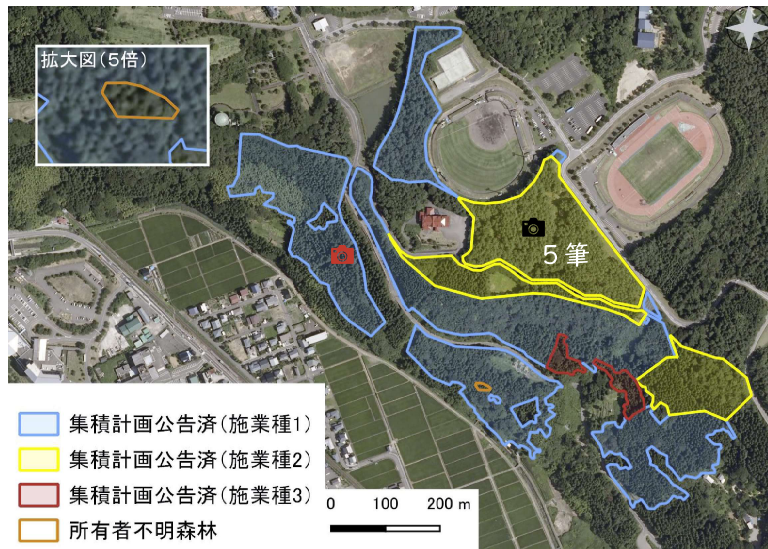 拡大図(5倍)
5筆
集積計画公告済(施業種1)
集積計画公告済(施業種2)
集積計画公告済(施業種3)
所有者不明森林
0 100 200 m